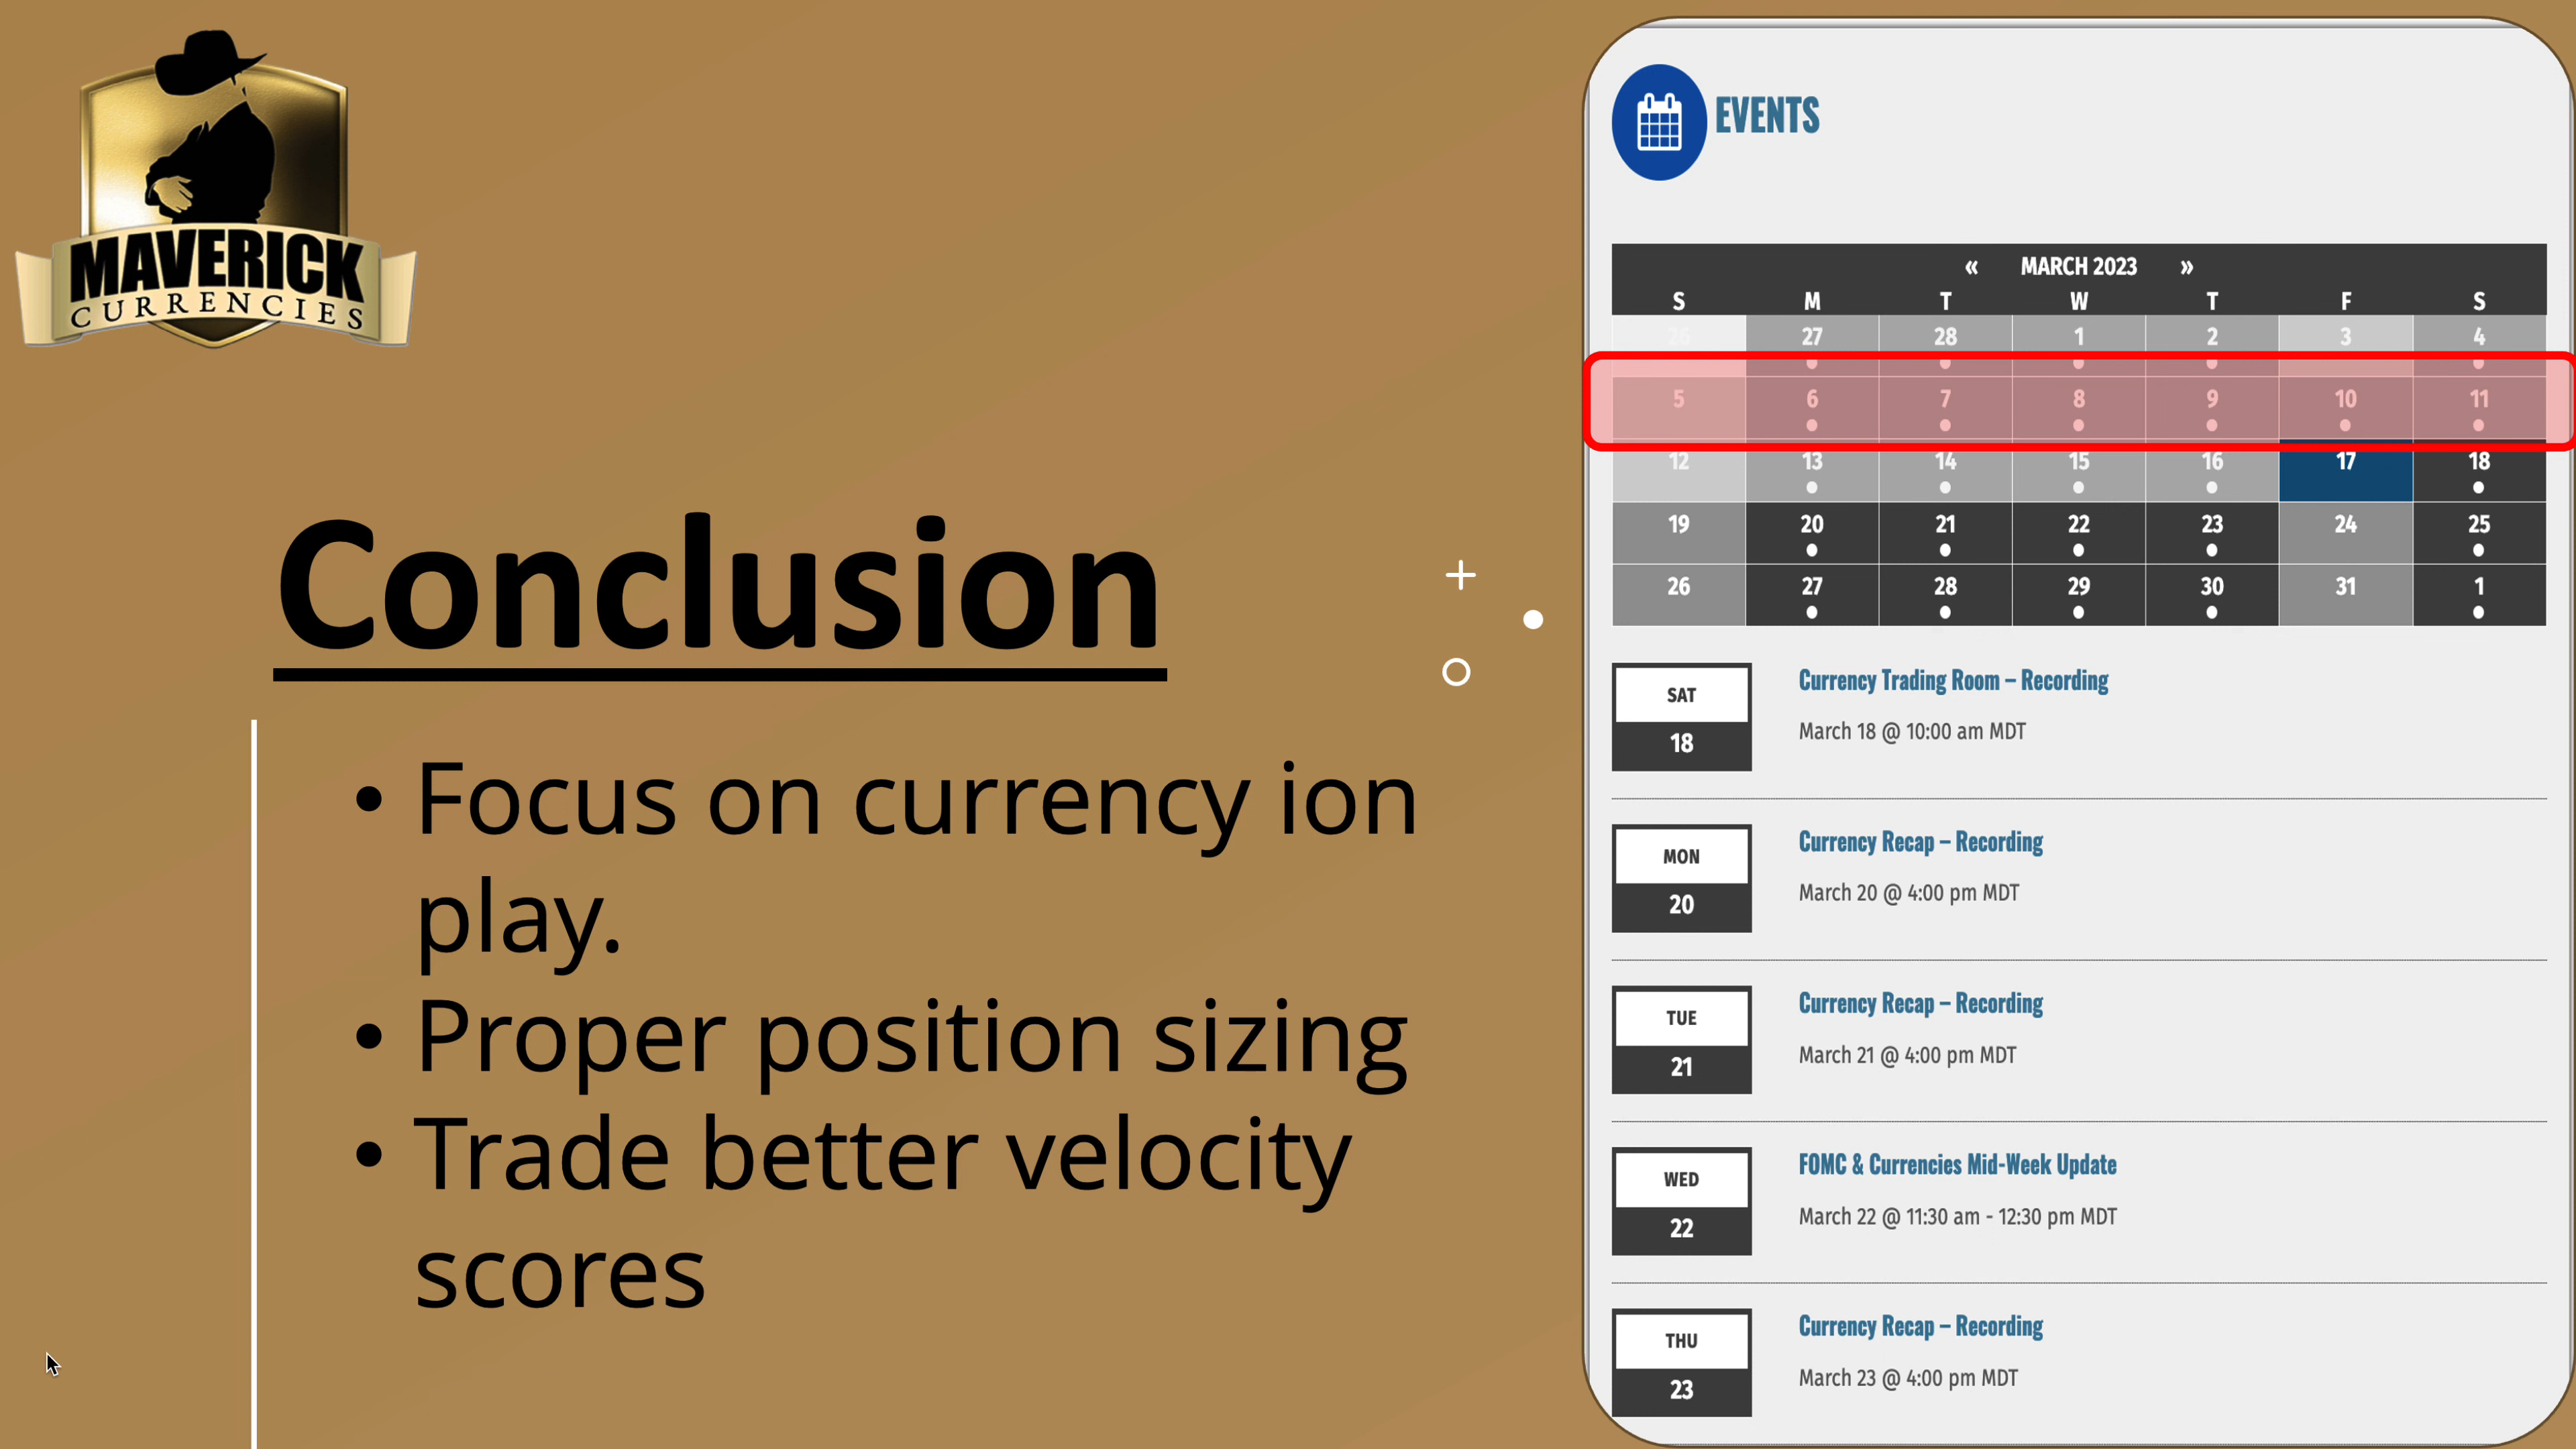 MAVERICK
CURRENCIES
Conclusion
• Focus on currency ion
play.
• Proper position sizing
• Trade better velocity
scores
EVENTS
« MARCH 2023 »
S M T W T F S
26 27 28 1 2 3 4
5 6 7 8 9 10 11
12 13 14 15 16 17 18
19 20 21 22 23 24 25
26 27 28 29 30 31 1
SAT
18
Currency Trading Room – Recording
March 18 @ 10:00 am MDT
MON
20
Currency Recap – Recording
March 20 @ 4:00 pm MDT
TUE
21
Currency Recap – Recording
March 21 @ 4:00 pm MDT
WED
22
FOMC & Currencies Mid-Week Update
March 22 @ 11:30 am - 12:30 pm MDT
THU
23
Currency Recap – Recording
March 23 @ 4:00 pm MDT